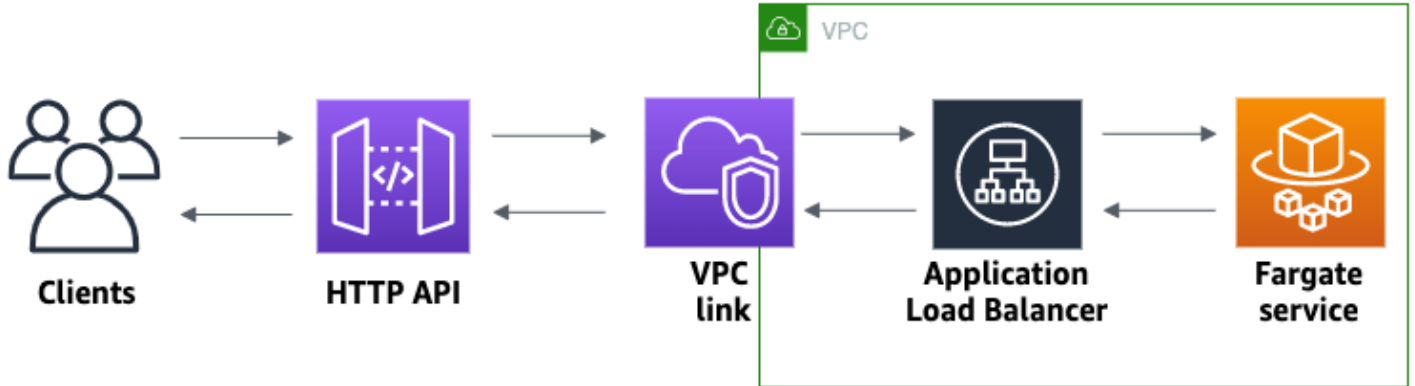 VPC
</>
Clients
HTTP API
VPC
link
Application
Load Balancer
Fargate
service